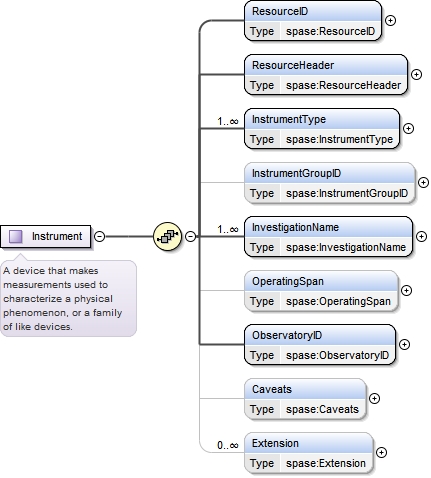 ResourceID
Type spase:ResourceID
ResourceHeader
Type spase:ResourceHeader
1..∞
InstrumentType
Type spase:InstrumentType
InstrumentGroupID
Type spase:InstrumentGroupID
1..∞
InvestigationName
Type spase:InvestigationName
Instrument
A device that makes
measurements used to
characterize a physical
phenomenon, or a family
of like devices.
OperatingSpan
Type spase:OperatingSpan
ObservatoryID
Type spase:ObservatoryID
Caveats
Type spase:Caveats
0..∞
Extension
Type spase:Extension